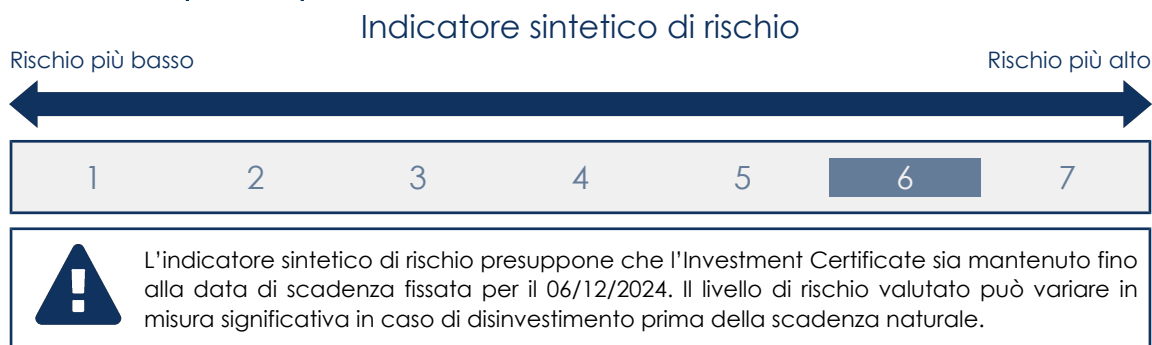 Indicatore sintetico di rischio
Rischio più basso
Rischio più alto
1 2 3 4 5 6 7
L'indicatore sintetico di rischio presuppone che l'Investment Certificate sia mantenuto fino
alla data di scadenza fissata per il 06/12/2024. Il livello di rischio valutato può variare in
misura significativa in caso di disinvestimento prima della scadenza naturale.